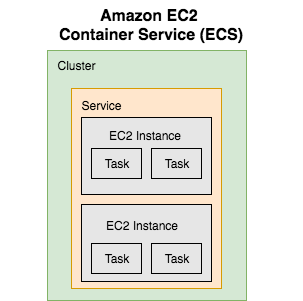 Amazon EC2
Container Service (ECS)
Cluster
Service
EC2 Instance
Task
Task
EC2 Instance
Task
Task